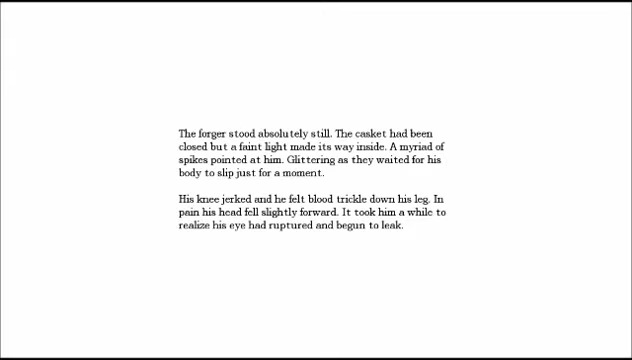 The forger stood absolutely still. The casket had been
closed but a faint light made its way inside. A myriad of
spikes pointed at him. Glittering as they waited for his
body to slip just for a moment.
His knee jerked and he felt blood trickle down his leg. In
pain his head fell slightly forward. It took him a while to
realize his eye had ruptured and begun to leak.